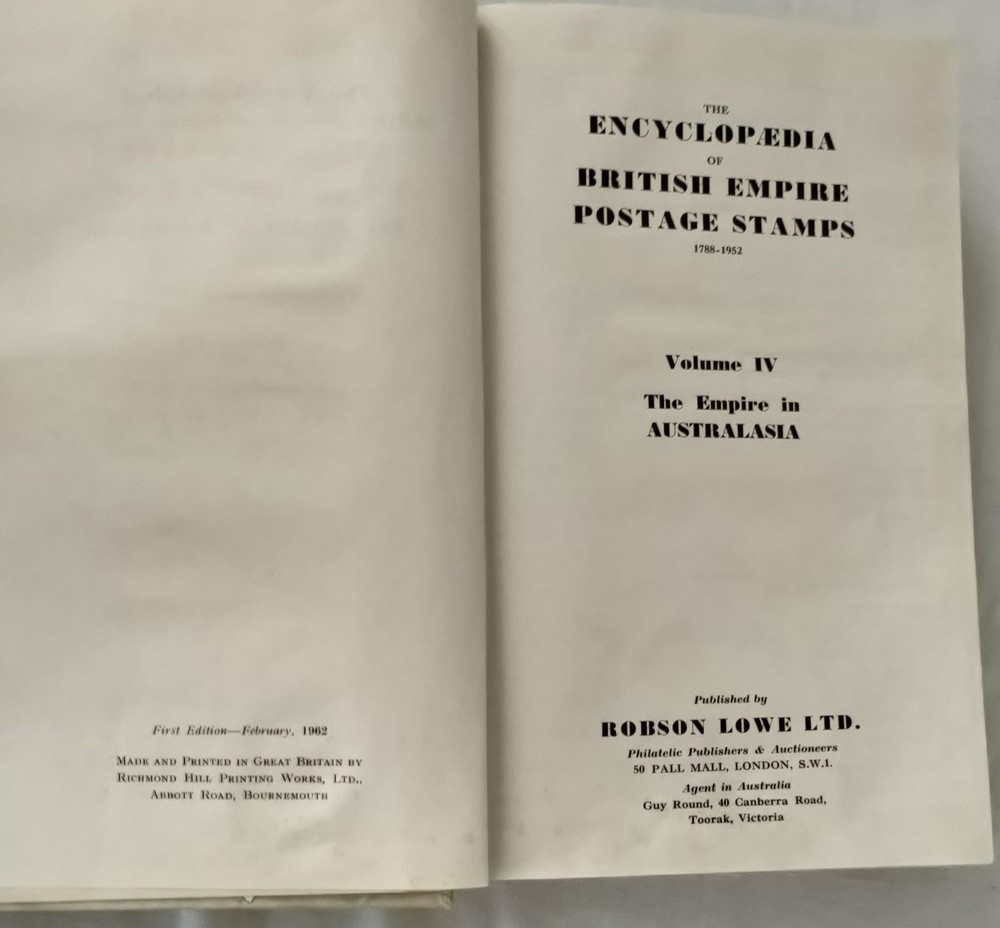 First Edition—February, 1962
Made and Printed in Great Britain by
Richmond Hill Printing Works, Ltd.,
Abbott Road, Bournemouth
THE
ENCYCLOPÆDIA
OF
BRITISH EMPIRE
POSTAGE STAMPS
1788-1952
Volume IV
The Empire in
AUSTRALASIA
Published by
ROBSON LOWE LTD.
Philatelic Publishers & Auctioneers
50 PALL MALL, LONDON, S.W.1.
Agent in Australia
Guy Round, 40 Canberra Road,
Toorak, Victoria